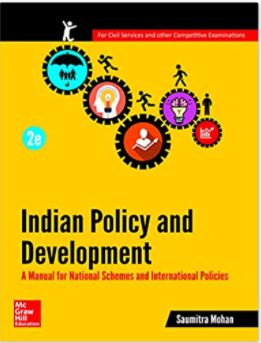 For Civil Services and other Competitive Examinations
2e
Indian Policy and
Development
A Manual for National Schemes and International Policies
Mc
Graw
Hill
Education
Saumitra Mohan